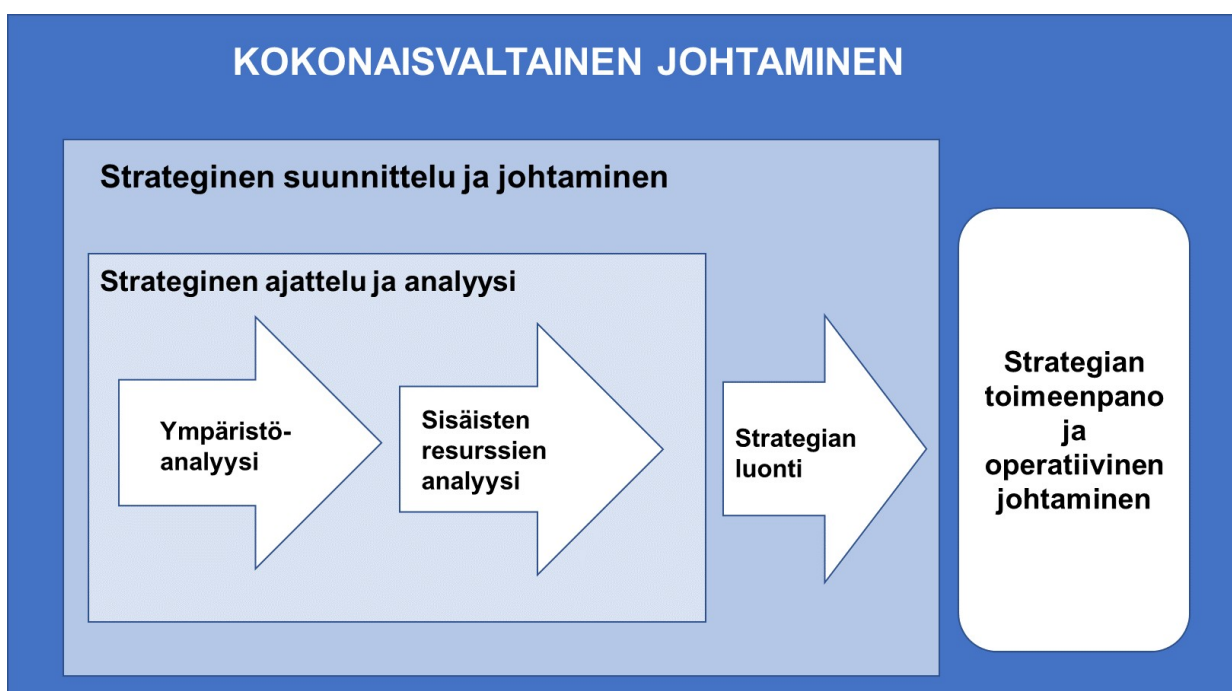 KOKONAISVALTAINEN JOHTAMINEN
Strateginen suunnittelu ja johtaminen
Strateginen ajattelu ja analyysi
Ympäristö-
analyysi
Sisäisten
resurssien
analyysi
Strategian
luonti
Strategian
toimeenpano
ja
operatiivinen
johtaminen